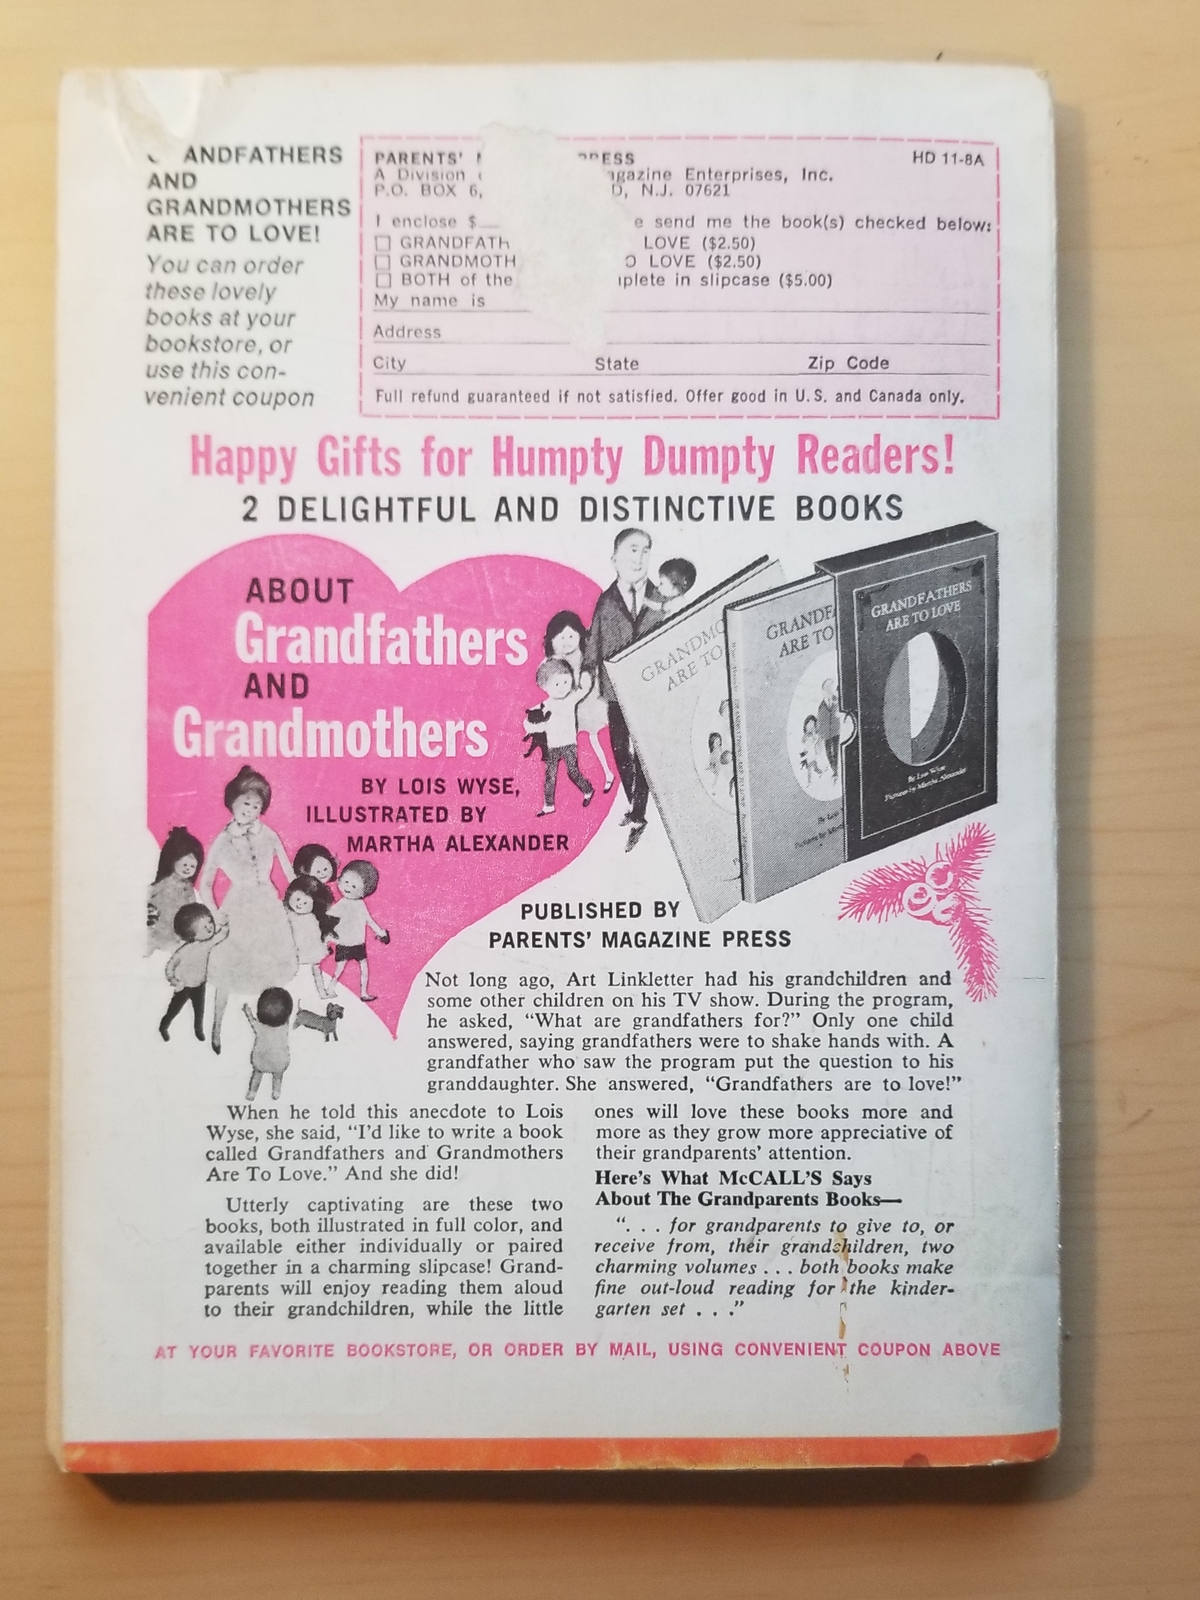 ANDFATHERS
AND
GRANDMOTHERS
ARE TO LOVE!
You can order
these lovely
books at your
bookstore, or
use this con-
venient coupon
PARENTS' RESS HD 11-8A
A Division agazine Enterprises, Inc.
P.O. BOX 6, D, N.J. 07621
I enclose $ e send me the book(s) checked below:
GRANDFATH LOVE ($2.50)
GRANDMOTH O LOVE ($2.50)
BOTH of the mplete in slipcase ($5.00)
My name is
Address
City State Zip Code
Full refund guaranteed if not satisfied. Offer good in U.S. and Canada only.
Happy Gifts for Humpty Dumpty Readers!
2 DELIGHTFUL AND DISTINCTIVE BOOKS
ABOUT
Grandfathers
AND
Grandmothers
BY LOIS WYSE,
ILLUSTRATED BY
MARTHA ALEXANDER
GRANDMO
ARE TO
GRANDF
ARE TO
GRANDFATHERS
ARE TO LOVE
By Lois Wyse
Pictures by Martha Alexander
PUBLISHED BY
PARENTS' MAGAZINE PRESS
Not long ago, Art Linkletter had his grandchildren and
some other children on his TV show. During the program,
he asked, "What are grandfathers for?" Only one child
answered, saying grandfathers were to shake hands with. A
grandfather who saw the program put the question to his
granddaughter. She answered, "Grandfathers are to love!"
When he told this anecdote to Lois
Wyse, she said, "I'd like to write a book
called Grandfathers and Grandmothers
Are To Love." And she did!
Utterly captivating are these two
books, both illustrated in full color, and
available either individually or paired
together in a charming slipcase! Grand-
parents will enjoy reading them aloud
to their grandchildren, while the little
ones will love these books more and
more as they grow more appreciative of
their grandparents' attention.
Here's What McCALL'S Says
About The Grandparents Books—
". . . for grandparents to give to, or
receive from, their grandchildren, two
charming volumes . . . both books make
fine out-loud reading for the kinder-
garten set . . ."
AT YOUR FAVORITE BOOKSTORE, OR ORDER BY MAIL, USING CONVENIENT COUPON ABOVE